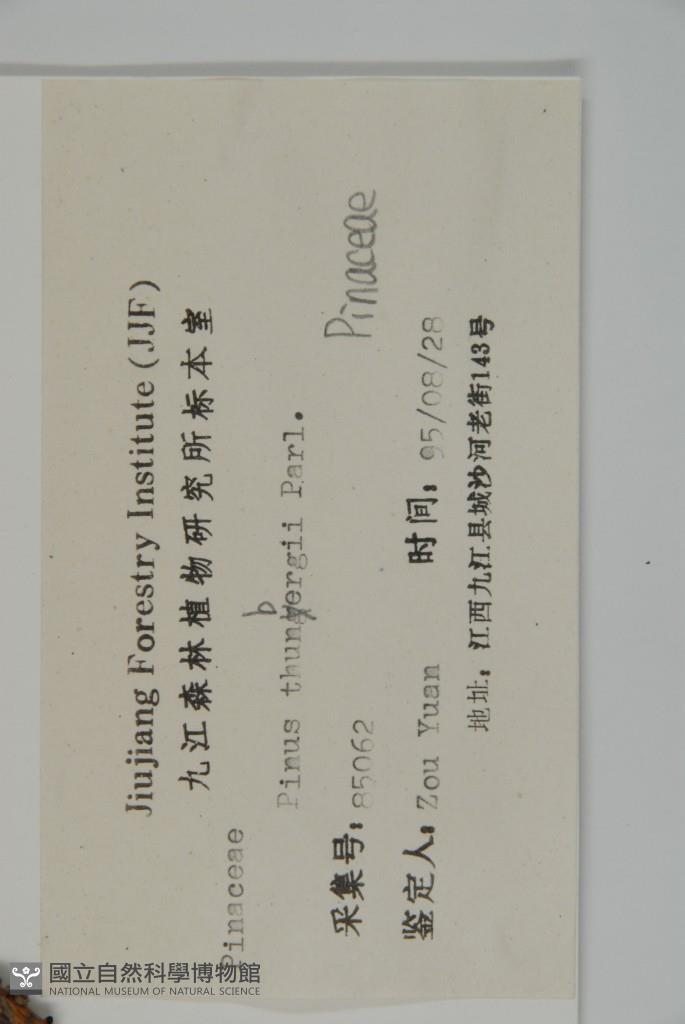 Jiujiang Forestry Institute (JJF)
九江森林植物研究所标本室
Pinaceae
b
Pinus thunyergii Parl.
Pinaceae
采集号：85062
鉴定人：Zou Yuan 时间：95/08/28
地址：江西九江县城沙河老街143号
國立自然科學博物館
NATIONAL MUSEUM OF NATURAL SCIENCE